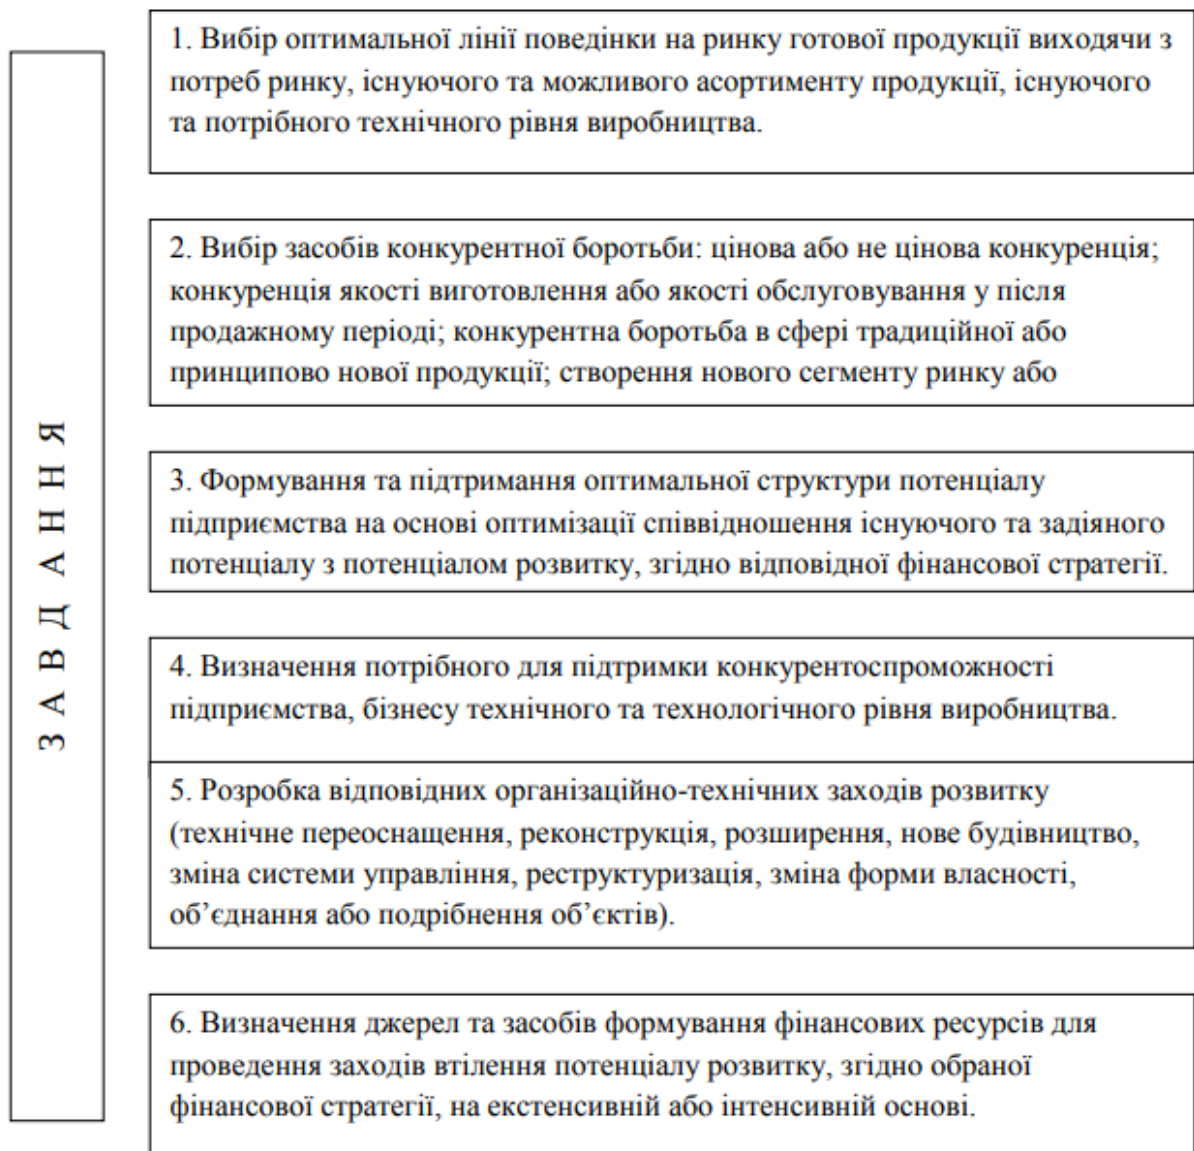 ЗАВДАННЯ
1. Вибір оптимальної лінії поведінки на ринку готової продукції виходячи з
потреб ринку, існуючого та можливого асортименту продукції, існуючого
та потрібного технічного рівня виробництва.
2. Вибір засобів конкурентної боротьби: цінова або не цінова конкуренція;
конкуренція якості виготовлення або якості обслуговування у після
продажному періоді; конкурентна боротьба в сфері традиційної або
принципово нової продукції; створення нового сегменту ринку або
3. Формування та підтримання оптимальної структури потенціалу
підприємства на основі оптимізації співвідношення існуючого та задіяного
потенціалу з потенціалом розвитку, згідно відповідної фінансової стратегії.
4. Визначення потрібного для підтримки конкурентоспроможності
підприємства, бізнесу технічного та технологічного рівня виробництва.
5. Розробка відповідних організаційно-технічних заходів розвитку
(технічне переоснащення, реконструкція, розширення, нове будівництво,
зміна системи управління, реструктуризація, зміна форми власності,
об’єднання або подрібнення об’єктів).
6. Визначення джерел та засобів формування фінансових ресурсів для
проведення заходів втілення потенціалу розвитку, згідно обраної
фінансової стратегії, на екстенсивній або інтенсивній основі.